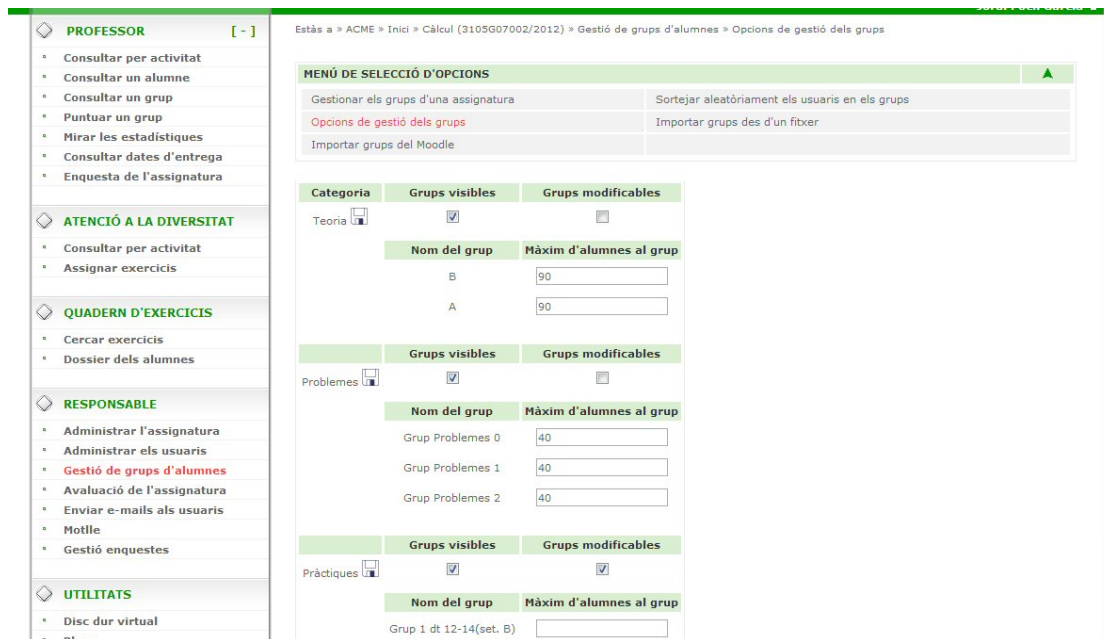 PROFESSOR [ - ]
Consultar per activitat
Consultar un alumne
Consultar un grup
Puntuar un grup
Mirar les estadístiques
Consultar dates d'entrega
Enquesta de l'assignatura
ATENCIÓ A LA DIVERSITAT
Consultar per activitat
Assignar exercicis
QUADERN D'EXERCICIS
Cercar exercicis
Dossier dels alumnes
RESPONSABLE
Administrar l'assignatura
Administrar els usuaris
Gestió de grups d'alumnes
Avaluació de l'assignatura
Enviar e-mails als usuaris
Motlle
Gestió enquestes
UTILITATS
Disc dur virtual
Estàs a » ACME » Inici » Càlcul (3105G07002/2012) » Gestió de grups d'alumnes » Opcions de gestió dels grups
MENÚ DE SELECCIÓ D'OPCIONS
Gestionar els grups d'una assignatura Sortejar aleatòriament els usuaris en els grups
Opcions de gestió dels grups Importar grups des d'un fitxer
Importar grups del Moodle
Categoria Grups visibles Grups modificables
Teoria
Nom del grup Màxim d'alumnes al grup
B 90
A 90
Grups visibles Grups modificables
Problemes
Nom del grup Màxim d'alumnes al grup
Grup Problemes 0 40
Grup Problemes 1 40
Grup Problemes 2 40
Grups visibles Grups modificables
Pràctiques
Nom del grup Màxim d'alumnes al grup
Grup 1 dt 12-14(set. B)